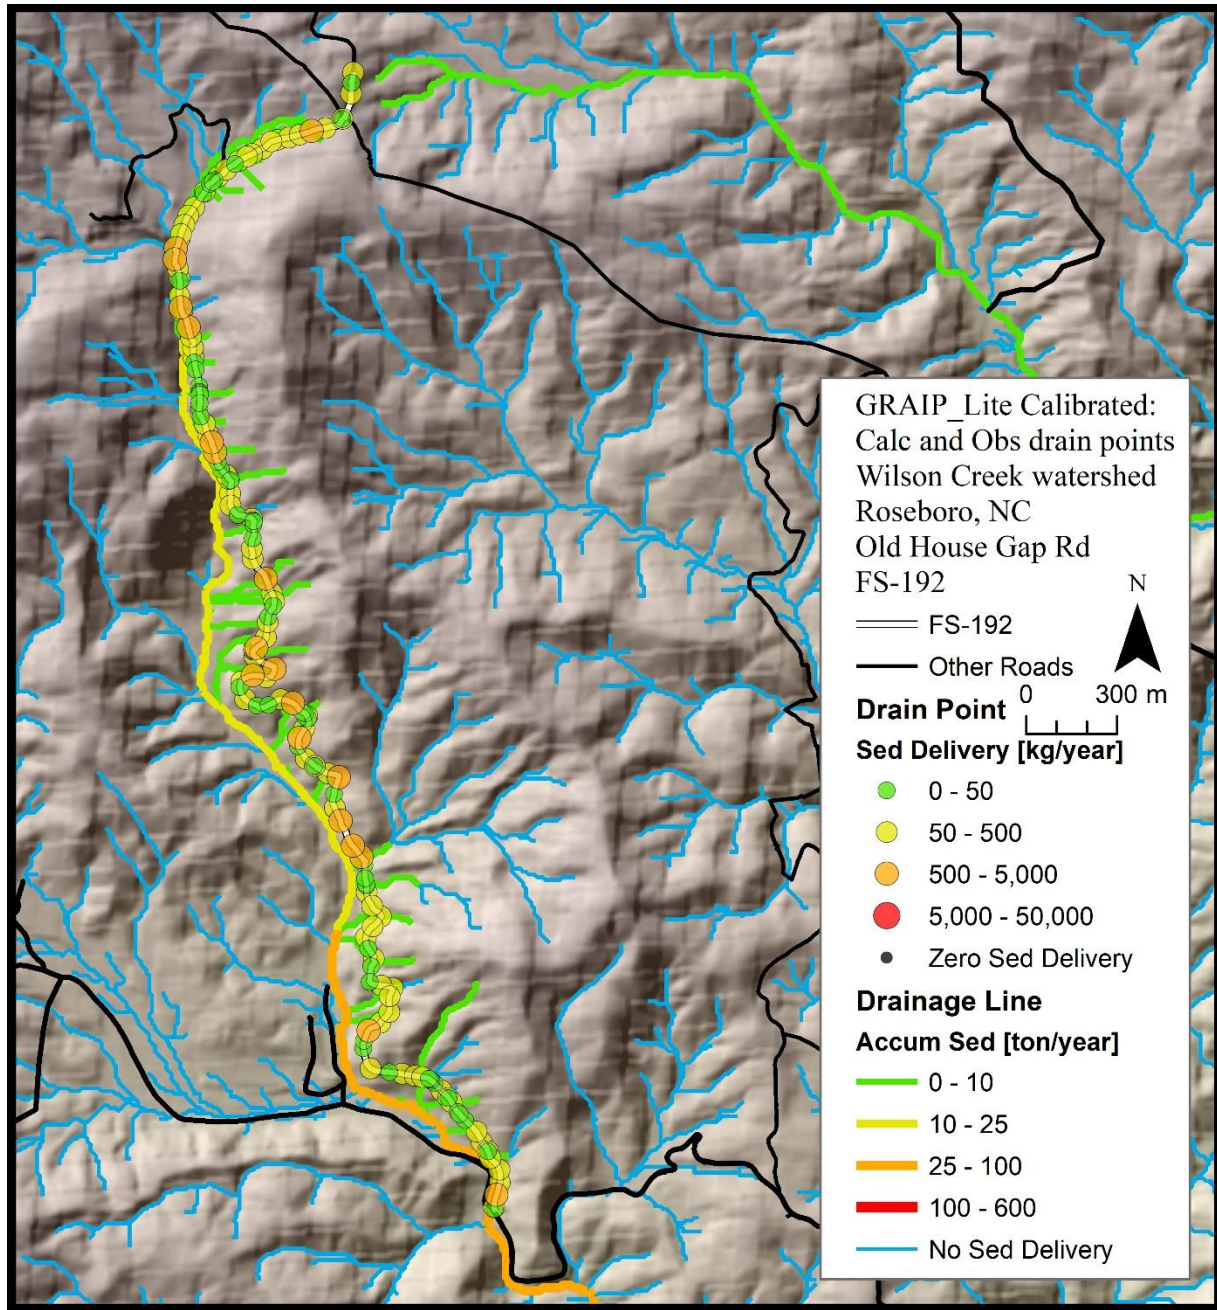 GRAIP_Lite Calibrated:
Calc and Obs drain points
Wilson Creek watershed
Roseboro, NC
Old House Gap Rd
FS-192
N
FS-192
Other Roads
0 300 m
Drain Point
Sed Delivery [kg/year]
0 - 50
50 - 500
500 - 5,000
5,000 - 50,000
Zero Sed Delivery
Drainage Line
Accum Sed [ton/year]
0 - 10
10 - 25
25 - 100
100 - 600
No Sed Delivery